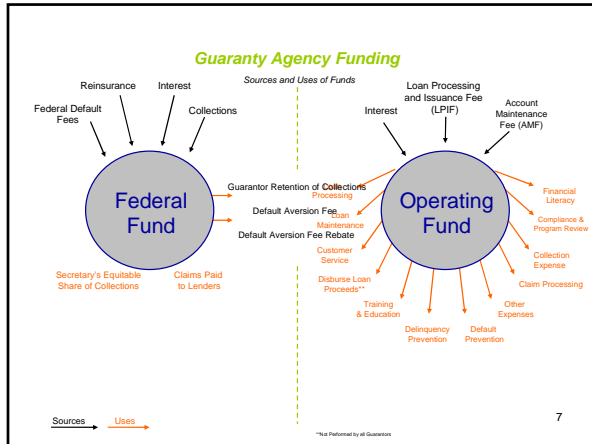 Guaranty Agency Funding
Sources and Uses of Funds
Reinsurance
Interest
Federal Default
Fees
Collections
Federal
Fund
Guarantor Retention of Collections
Default Aversion Fee
Default Aversion Fee Rebate
Secretary's Equitable
Share of Collections
Claims Paid
to Lenders
Interest
Loan Processing
and Issuance Fee
(LPIF)
Account
Maintenance
Fee (AMF)
Operating
Fund
Processing
Loan
Maintenance
Customer
Service
Disburse Loan
Proceeds**
Training
& Education
Delinquency
Prevention
Default
Prevention
Other
Expenses
Claim Processing
Collection
Expense
Compliance &
Program Review
Financial
Literacy
Sources
Uses
**Not Performed by all Guarantors
7